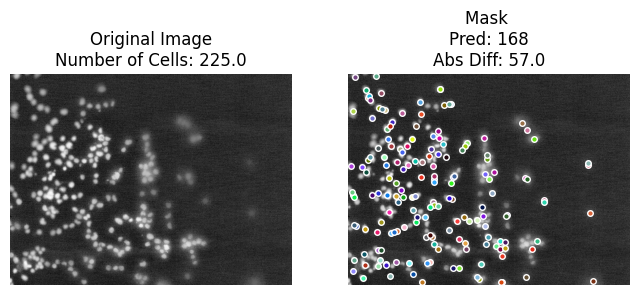 Original Image
Number of Cells: 225.0
Mask
Pred: 168
Abs Diff: 57.0